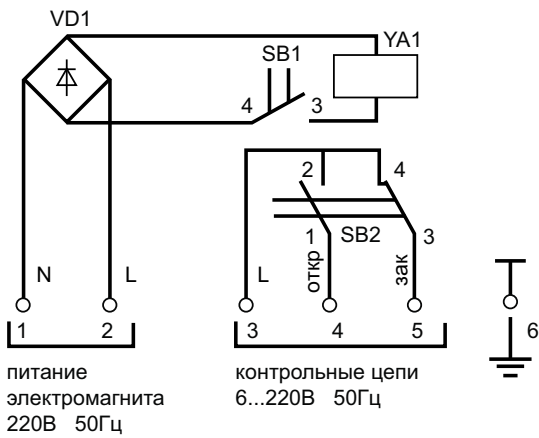 VD1
YA1
SB1
4 3
2 4
1 SB2 3
N L L откр зак
1 2 3 4 5 6
питание
электромагнита
220В 50Гц
контрольные цепи
6...220В 50Гц